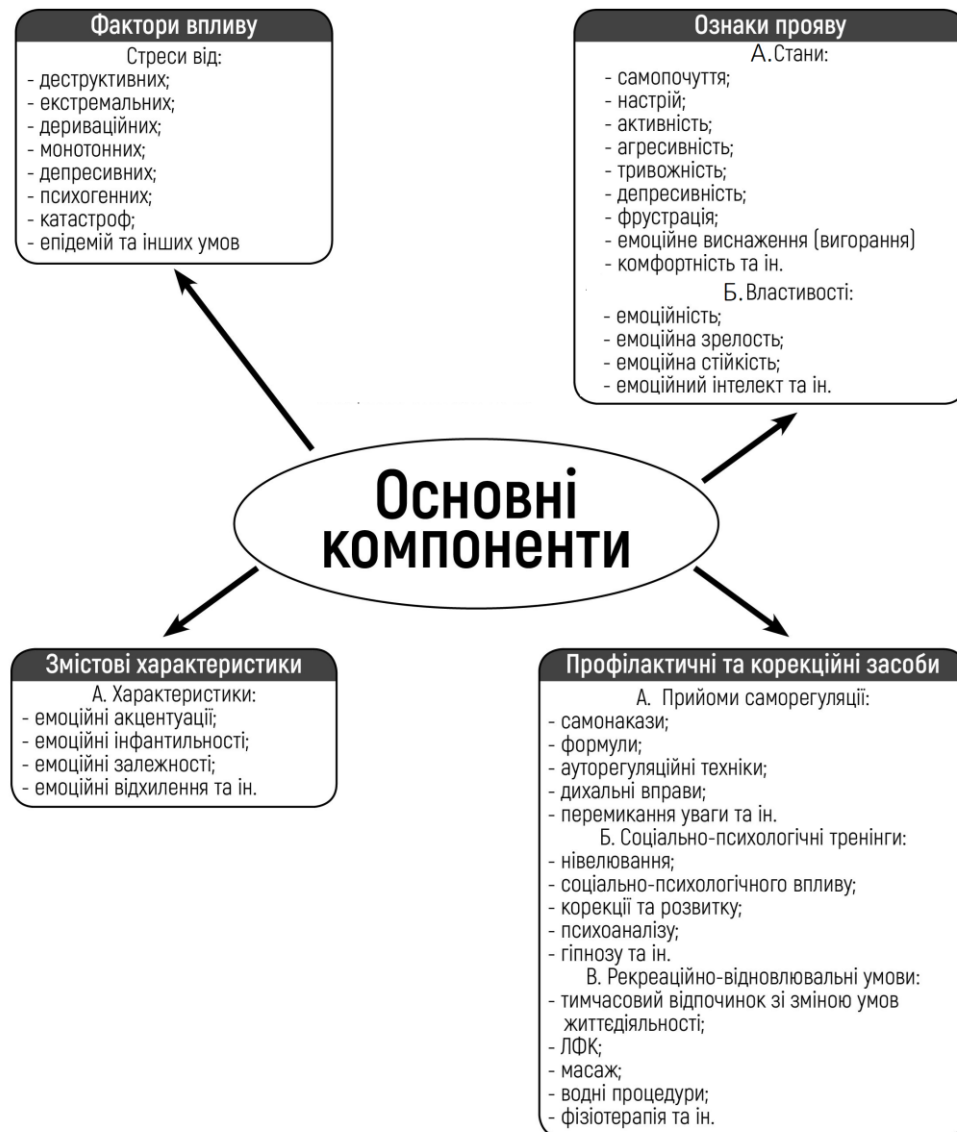 Фактори впливу
Стреси від:
- деструктивних;
- екстремальних;
- дериваційних;
- монотонних;
- депресивних;
- психогенних;
- катастроф;
- епідемій та інших умов
Ознаки прояву
А.Стани:
- самопочуття;
- настрій;
- активність;
- агресивність;
- тривожність;
- депресивність;
- фрустрація;
- емоційне виснаження (вигорання)
- комфортність та ін.
Б.Властивості:
- емоційність;
- емоційна зрелость;
- емоційна стійкість;
- емоційний інтелект та ін.
Основні
компоненти
Змістові характеристики
А. Характеристики:
- емоційні акцентуації;
- емоційні інфантильності;
- емоційні залежності;
- емоційні відхилення та ін.
Профілактичні та корекційні засоби
А. Прийоми саморегуляції:
- самонакази;
- формули;
- ауторегуляційні техніки;
- дихальні вправи;
- перемикання уваги та ін.
Б. Соціально-психологічні тренінги:
- нівелювання;
- соціально-психологічного впливу;
- корекції та розвитку;
- психоаналізу;
- гіпнозу та ін.
В. Рекреаційно-відновлювальні умови:
- тимчасовий відпочинок зі зміною умов
життєдіяльності;
- ЛФК;
- масаж;
- водні процедури;
- фізіотерапія та ін.